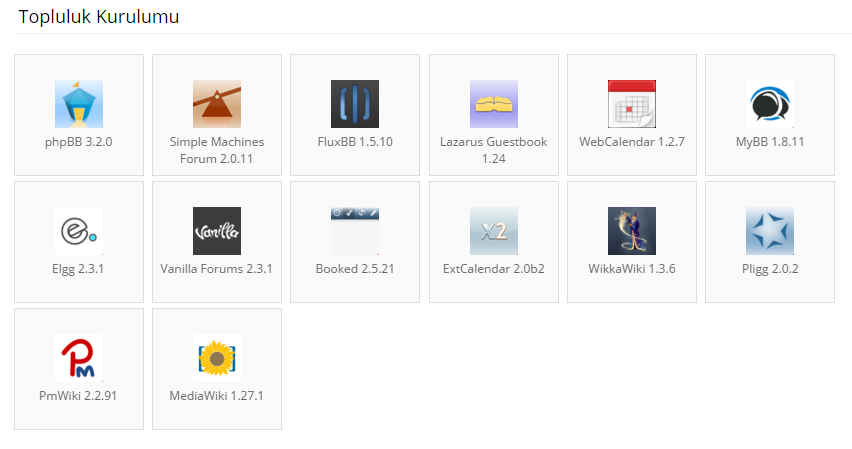 Topluluk Kurulumu
phpBB 3.2.0
Simple Machines
Forum 2.0.11
FluxBB 1.5.10
Lazarus Guestbook
1.24
WebCalendar 1.2.7
MyBB 1.8.11
Elgg 2.3.1
Vanilla
Vanilla Forums 2.3.1
Booked 2.5.21
X2
ExtCalendar 2.0b2
WikkaWiki 1.3.6
Pligg 2.0.2
PM
PmWiki 2.2.91
MediaWiki 1.27.1